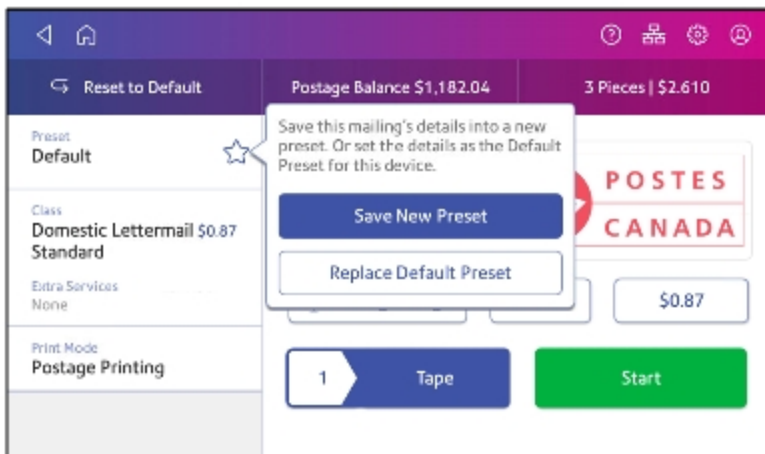 Reset to Default
Postage Balance $1,182.04
3 Pieces | $2.610
Preset
Default
Save this mailing's details into a new
preset. Or set the details as the Default
Preset for this device.
Save New Preset
Replace Default Preset
POSTES
CANADA
Class
Domestic Lettermail $0.87
Standard
Extra Services
None
$0.87
Print Mode
Postage Printing
1
Tape
Start